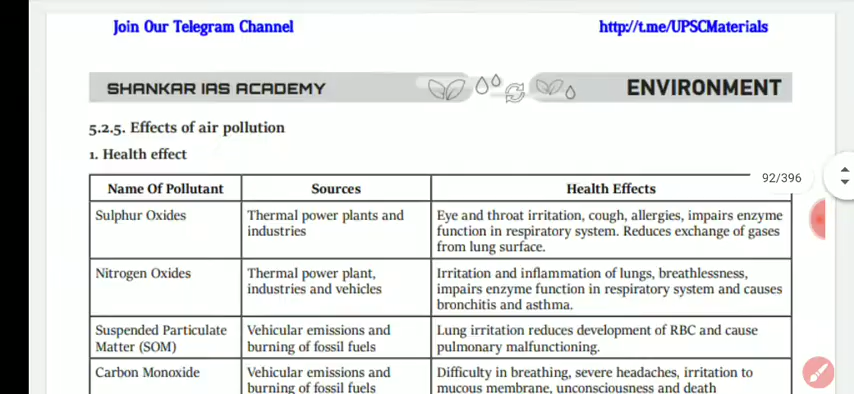 Join Our Telegram Channel http://t.me/UPSCMaterials
SHANKAR IAS ACADEMY ENVIRONMENT
5.2.5. Effects of air pollution
1. Health effect
92/396
Name Of Pollutant Sources Health Effects
Sulphur Oxides Thermal power plants and Eye and throat irritation, cough, allergies, impairs enzyme
industries function in respiratory system. Reduces exchange of gases
from lung surface.
Nitrogen Oxides Thermal power plant, Irritation and inflammation of lungs, breathlessness,
industries and vehicles impairs enzyme function in respiratory system and causes
bronchitis and asthma.
Suspended Particulate Vehicular emissions and Lung irritation reduces development of RBC and cause
Matter (SOM) burning of fossil fuels pulmonary malfunctioning.
Carbon Monoxide Vehicular emissions and Difficulty in breathing, severe headaches, irritation to
burning of fossil fuels mucous membrane, unconsciousness and death